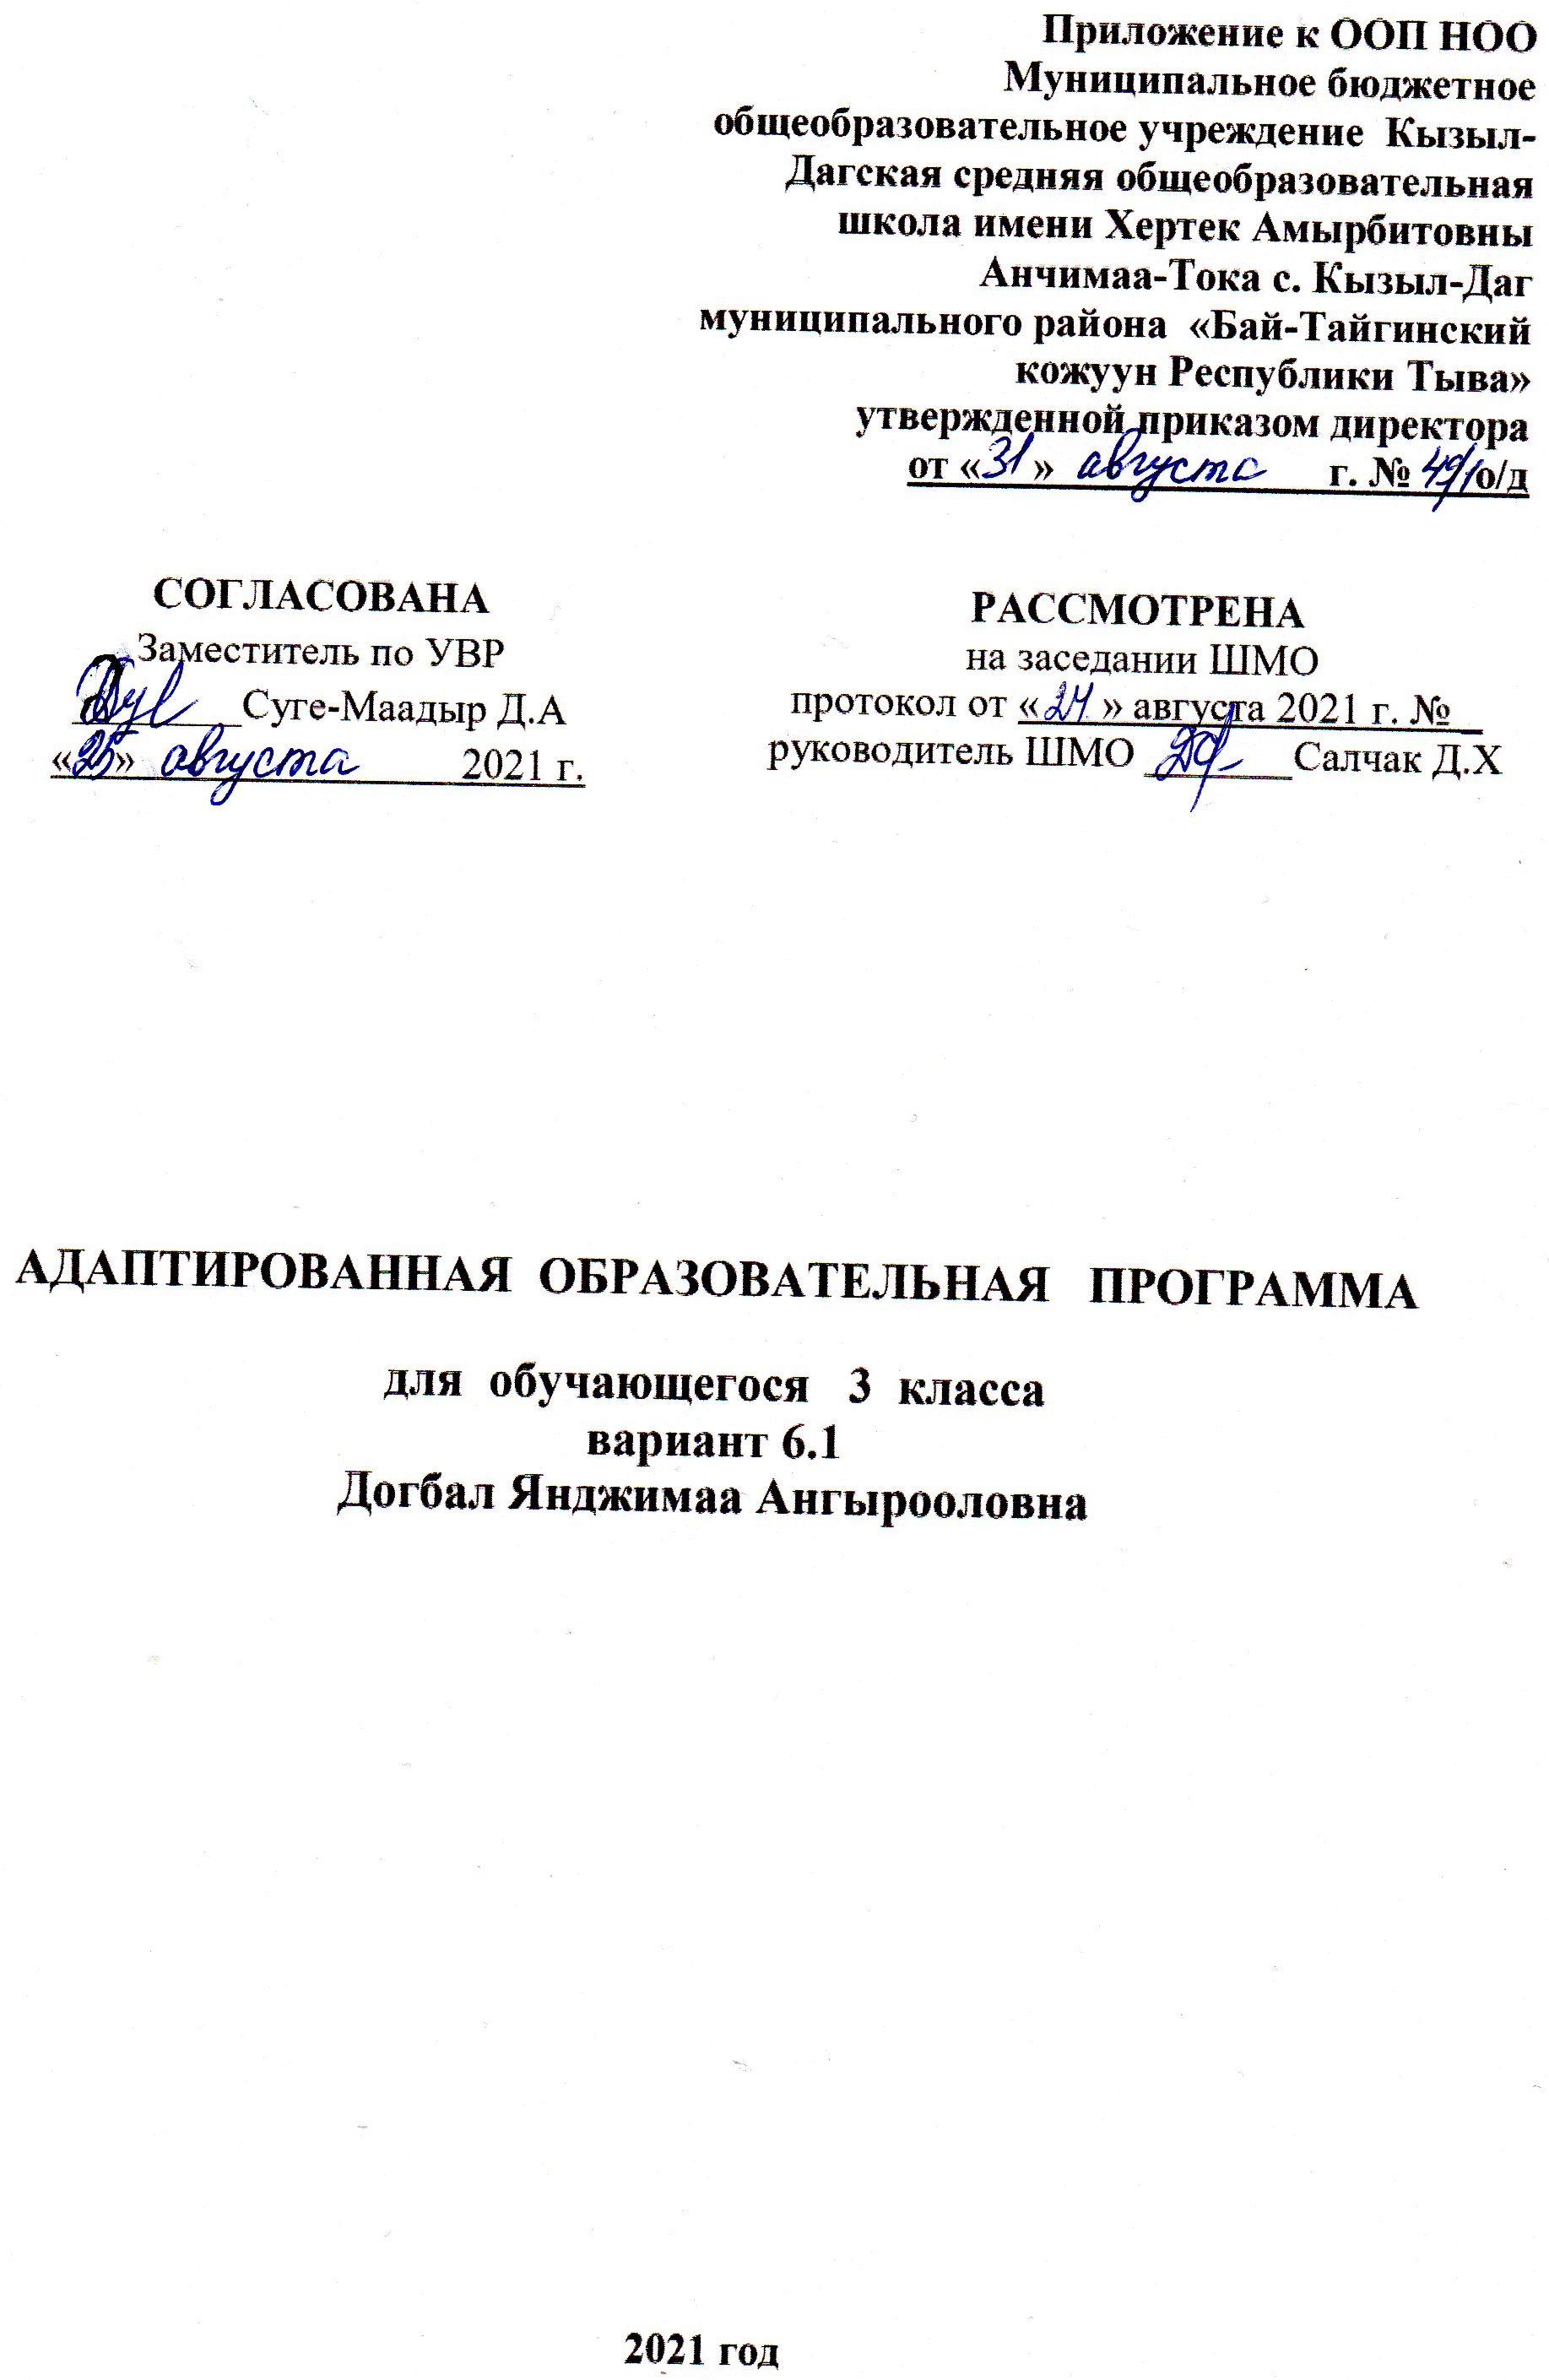 Приложение к ООП НОО
Муниципальное бюджетное
общеобразовательное учреждение Кызыл-
Дагская средняя общеобразовательная
школа имени Хертек Амырбитовны
Анчимаа-Тока с. Кызыл-Даг
муниципального района «Бай-Тайгинский
кожуун Республики Тыва»
утвержденной приказом директора
от «31» августа г. № о/д
СОГЛАСОВАНА
Заместитель по УВР
Суге-Маадыр Д.А
«25» августа 2021 г.
РАССМОТРЕНА
на заседании ШМО
протокол от «24» августа 2021 г. № _
руководитель ШМО Салчак Д.Х
АДАПТИРОВАННАЯ ОБРАЗОВАТЕЛЬНАЯ ПРОГРАММА
для обучающегося 3 класса
вариант 6.1
Догбал Янджимаа Ангырооловна
2021 год